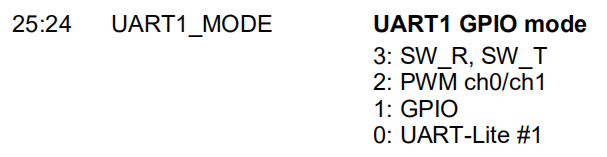 25:24 UART1_MODE UART1 GPIO mode
3: SW_R, SW_T
2: PWM ch0/ch1
1: GPIO
0: UART-Lite #1